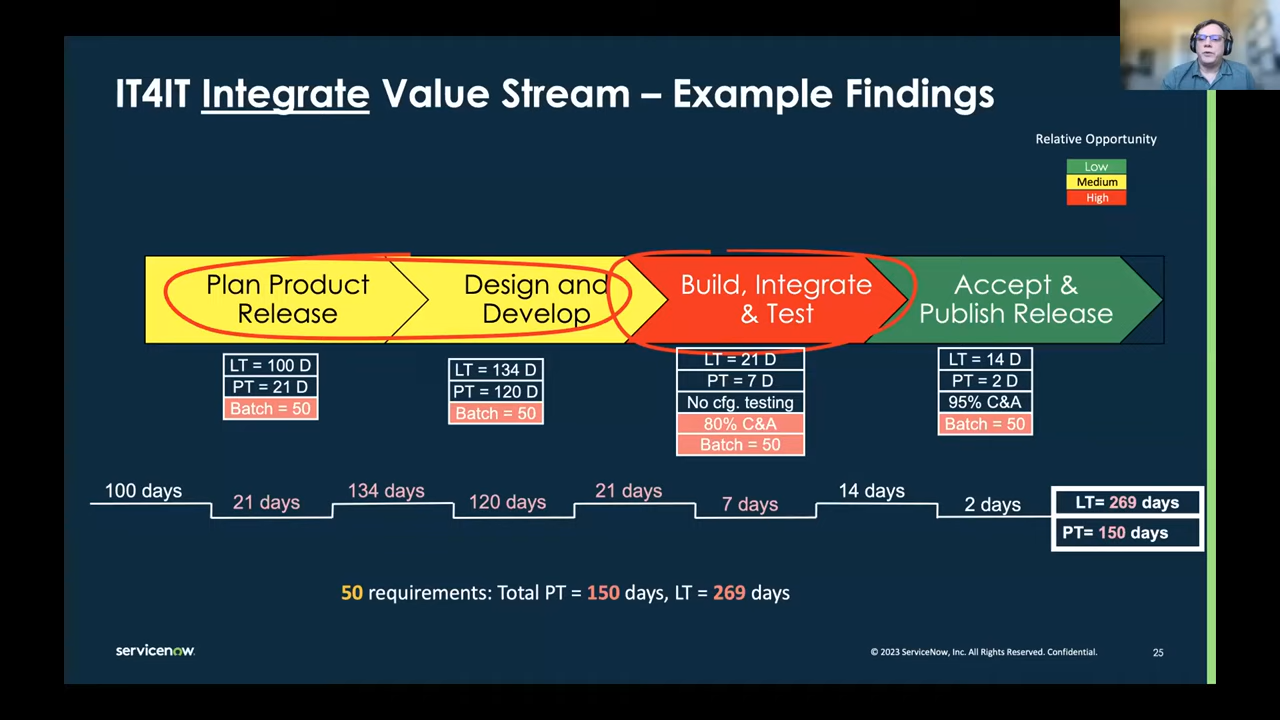 IT4IT Integrate Value Stream – Example Findings
Relative Opportunity
Low
Medium
High
Plan Product
Release
Design and
Develop
Build, Integrate
& Test
Accept &
Publish Release
LT = 100 D
PT = 21 D
Batch = 50
LT = 134 D
PT = 120 D
Batch = 50
LT = 21 D
PT = 7 D
No cfg. testing
80% C&A
Batch = 50
LT = 14 D
PT = 2 D
95% C&A
Batch = 50
100 days
21 days
134 days
120 days
21 days
7 days
14 days
2 days
LT= 269 days
PT= 150 days
50 requirements: Total PT = 150 days, LT = 269 days
servicenow
© 2023 ServiceNow, Inc. All Rights Reserved. Confidential.
25